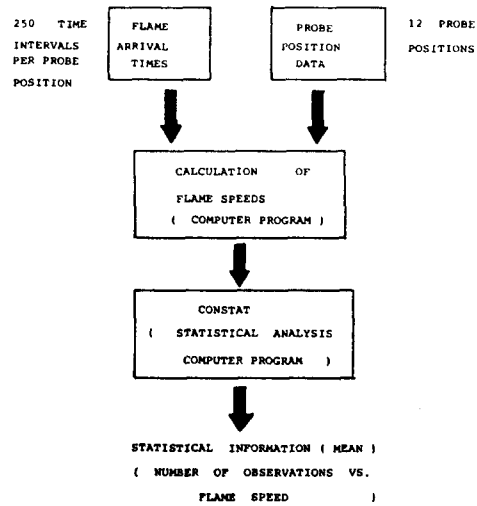 250 TIME
INTERVALS
PER PROBE
POSITION
FLAME
ARRIVAL
TIMES
PROBE
POSITION
DATA
12 PROBE
POSITIONS
CALCULATION OF
FLAME SPEEDS
( COMPUTER PROGRAM )
CONSTAT
( STATISTICAL ANALYSIS
COMPUTER PROGRAM )
STATISTICAL INFORMATION ( MEAN )
( NUMBER OF OBSERVATIONS VS.
FLAME SPEED )